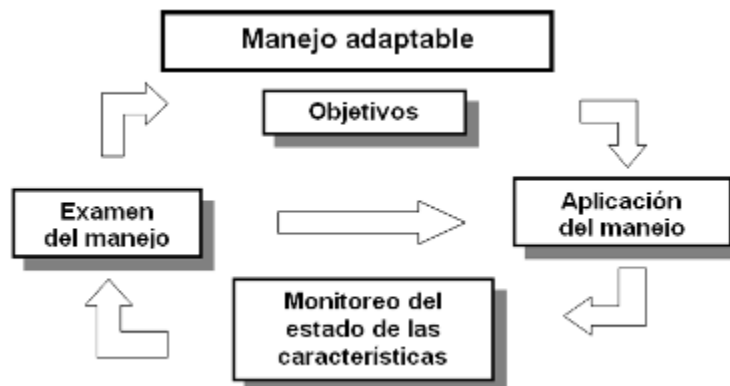 Manejo adaptable
Objetivos
Examen
del manejo
Aplicación
del manejo
Monitoreo del
estado de las
características